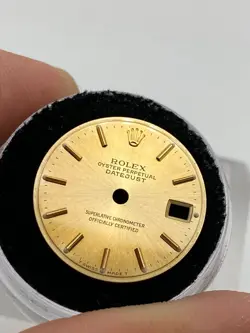 ROLEX
OYSTER PERPETUAL
DATEJUST
SUPERLATIVE CHRONOMETER
OFFICIALLY CERTIFIED